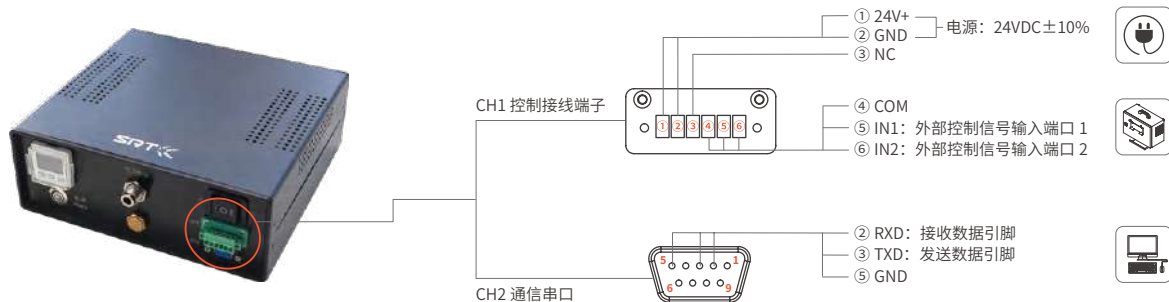 ① 24V+
② GND
电源：24VDC±10%
③ NC
CH1 控制接线端子
① ② ③ ④ ⑤ ⑥
④ COM
⑤ IN1：外部控制信号输入端口 1
⑥ IN2：外部控制信号输入端口 2
SRT
② RXD：接收数据引脚
③ TXD：发送数据引脚
⑤ GND
5 1
6 9
CH2 通信串口